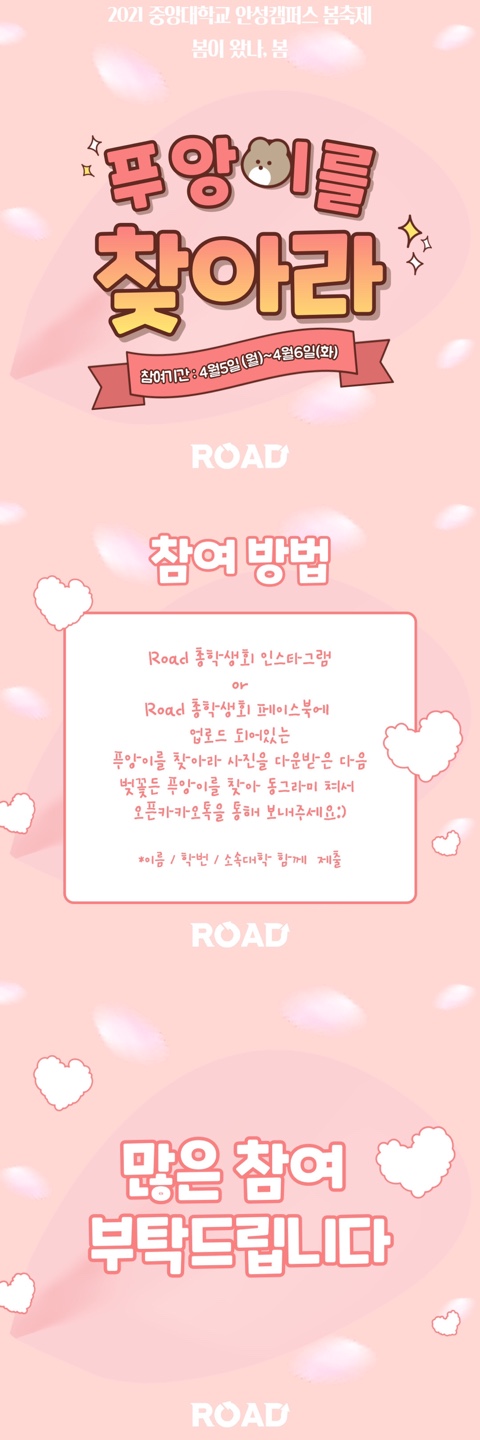 2021 중앙대학교 안성캠퍼스 봄축제
봄이 왔나, 봄
푸앙이를
찾아라
참여기간 : 4월5일 (월)~4월6일(화)
ROAD
참여 방법
Road 총학생회 인스타그램
or
Road 총학생회 페이스북에
업로드 되어있는
푸앙이를 찾아라 사진을 다운받은 다음
벚꽃든 푸앙이를 찾아 동그라미 쳐서
오픈카카오톡을 통해 보내주세요:)
*이름 / 학번 / 소속대학 함께 제출
ROAD
많은 참여
부탁드립니다
ROAD